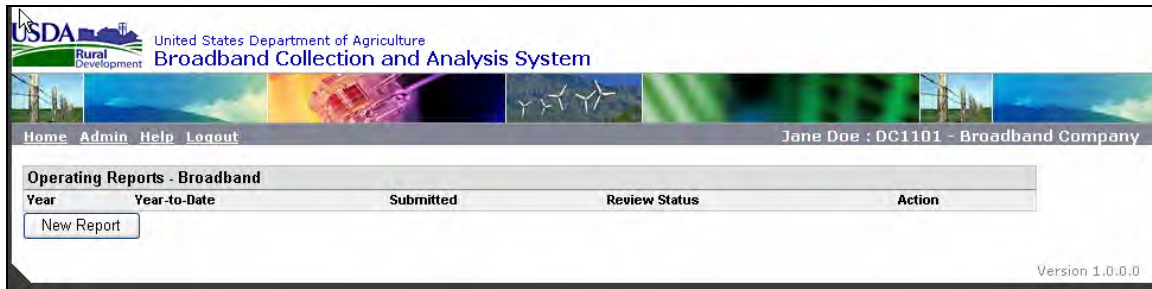 USDA
Rural
Development
United States Department of Agriculture
Broadband Collection and Analysis System
Home Admin Help Logout
Jane Doe : DC1101 - Broadband Company
Operating Reports - Broadband
Year Year-to-Date Submitted Review Status Action
New Report
Version 1.0.0.0